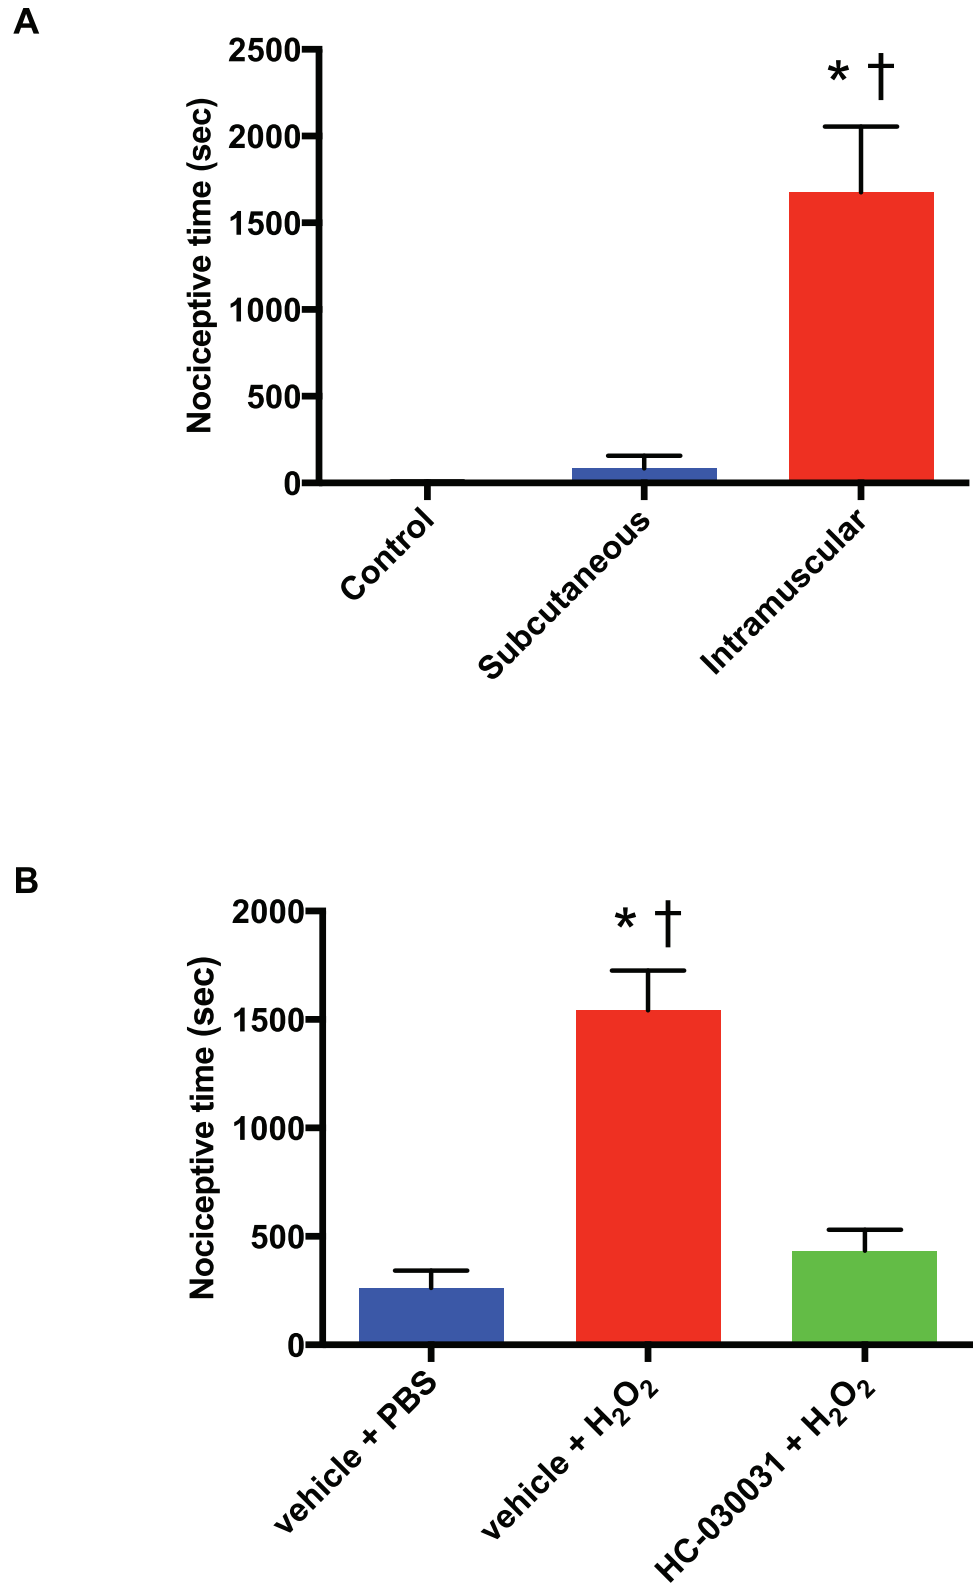 A
Nociceptive time (sec)
2500
2000
1500
1000
500
0
* †
Control
Subcutaneous
Intramuscular
B
Nociceptive time (sec)
2000
1500
1000
500
0
* †
vehicle + PBS
vehicle + H₂O₂
HC-030031 + H₂O₂